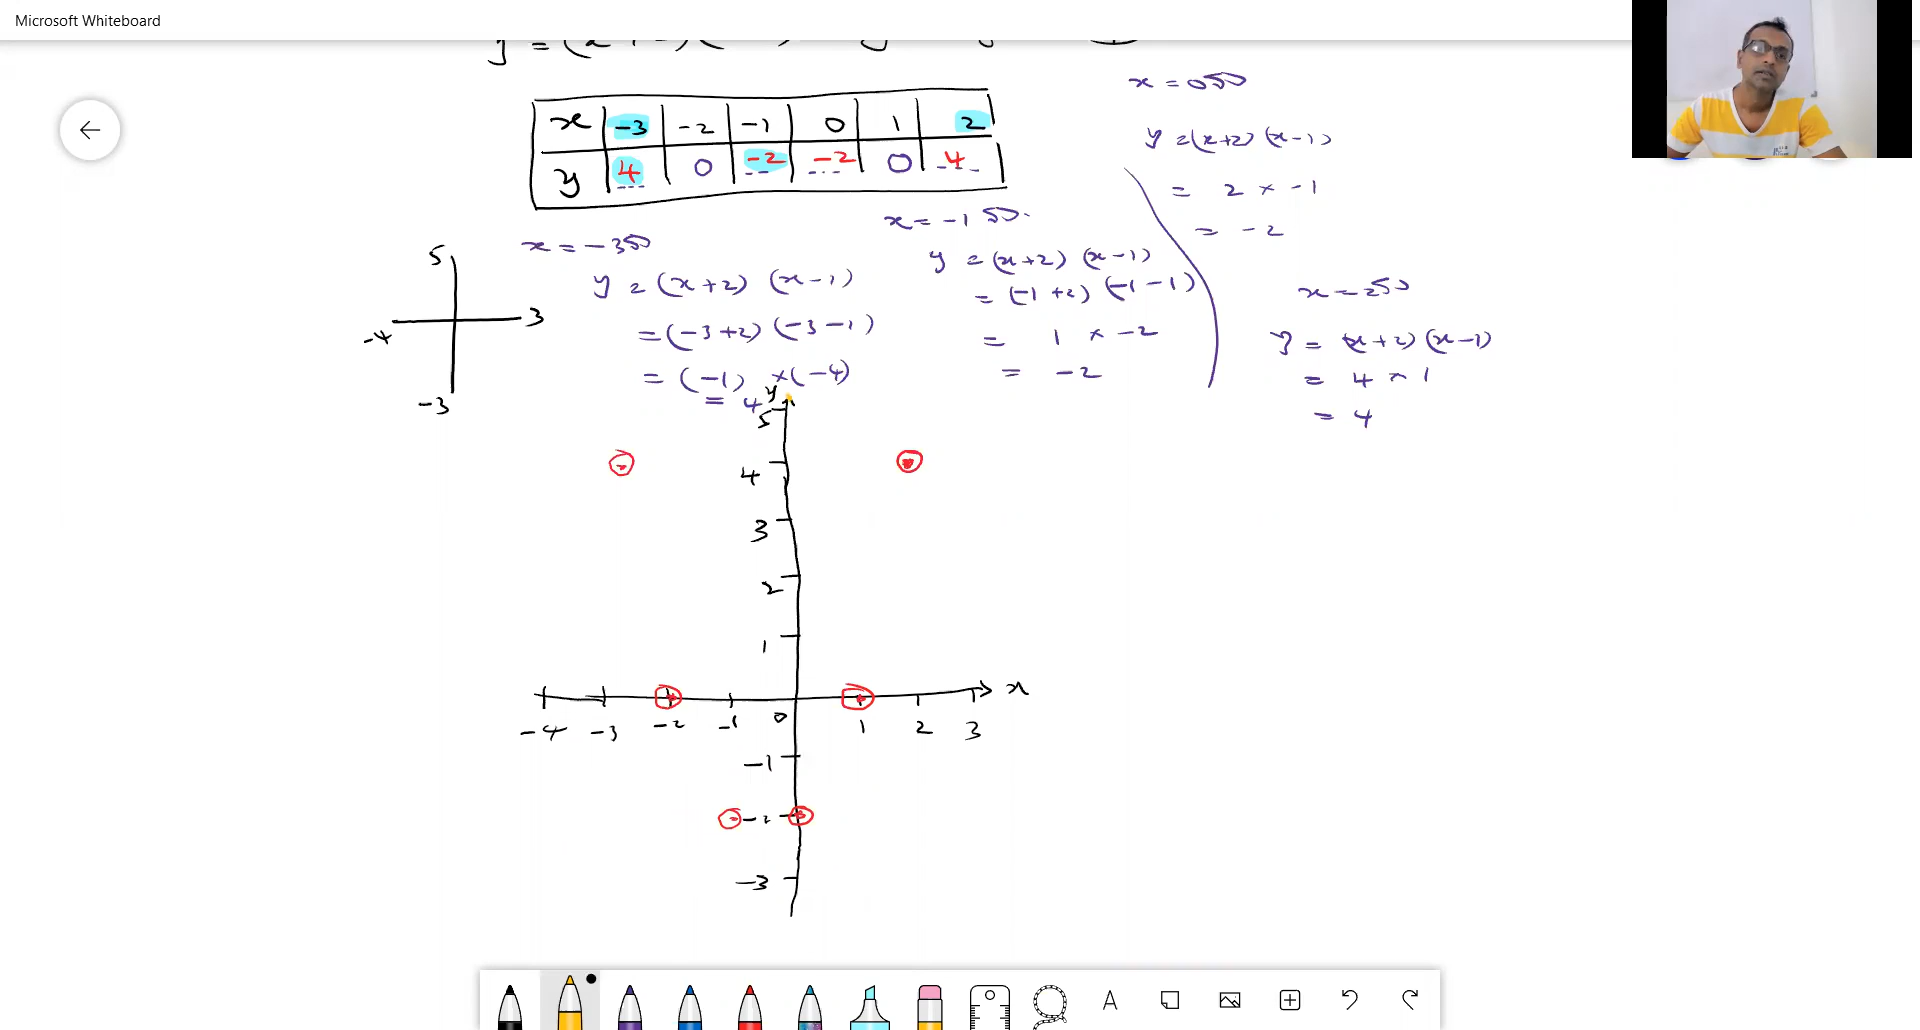 Microsoft Whiteboard
x -3 -2 -1 0 1 2
y 4 0 -2 -2 0 4
x = 0
y = (x+2) (x-1)
= 2 × -1
= -2
x = -3
y = (x+2) (x-1)
= (-3+2) (-3-1)
= (-1) ×(-4)
= 4
x = -1
y = (x+2) (x-1)
= (-1+2) (-1-1)
= 1 × -2
= -2
x = 2
y = (x+2) (x-1)
= 4 × 1
= 4
5
-4
3
-3
y
5
4
3
2
1
x
-4 -3 -2 -1 0 1 2 3
-1
-2
-3
A